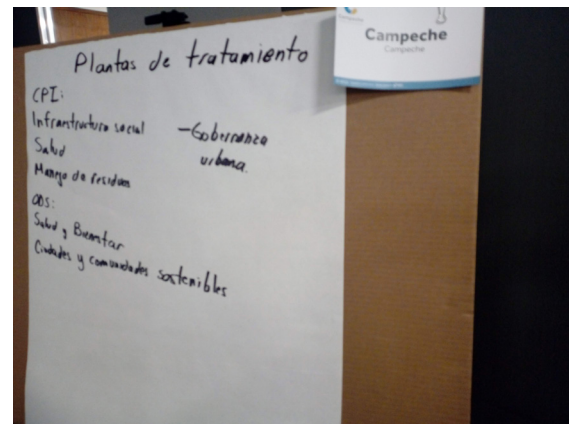 Plantas de tratamiento
CPI:
Infraestructura social
Salud
Manejo de residuos
- Gobernanza
urbana.
ODS:
Salud y Bienestar
Ciudades y comunidades sostenibles
Campeche
Campeche